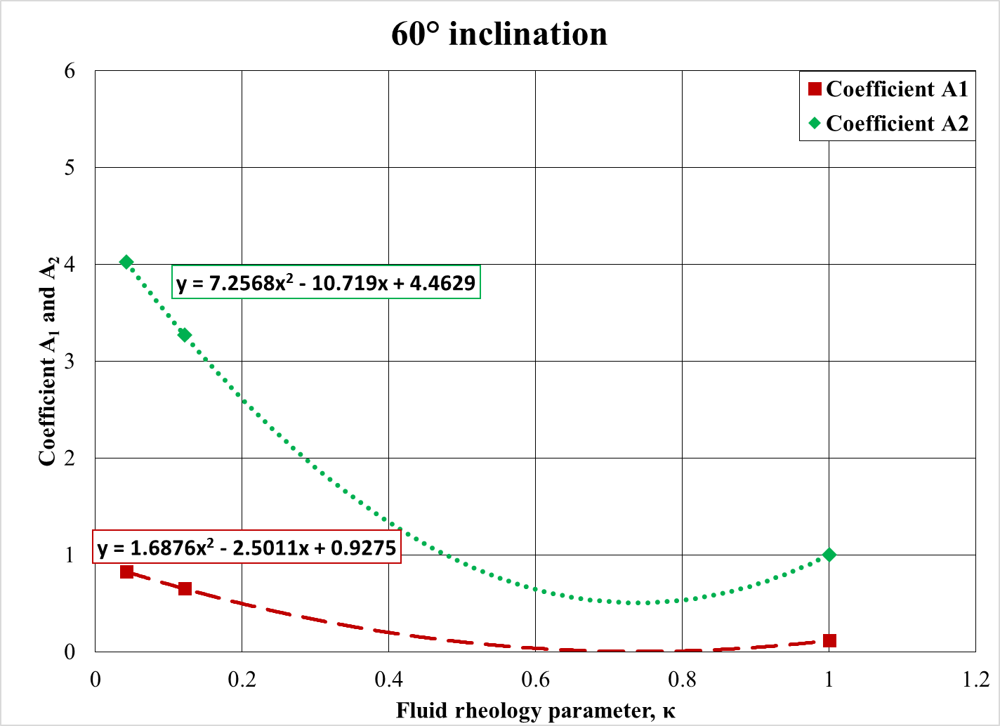 60° inclination
Coefficient A1
Coefficient A2
6
5
4
3
2
1
0
Coefficient A₁ and A₂
y = 7.2568x² - 10.719x + 4.4629
y = 1.6876x² - 2.5011x + 0.9275
0 0.2 0.4 0.6 0.8 1 1.2
Fluid rheology parameter, κ